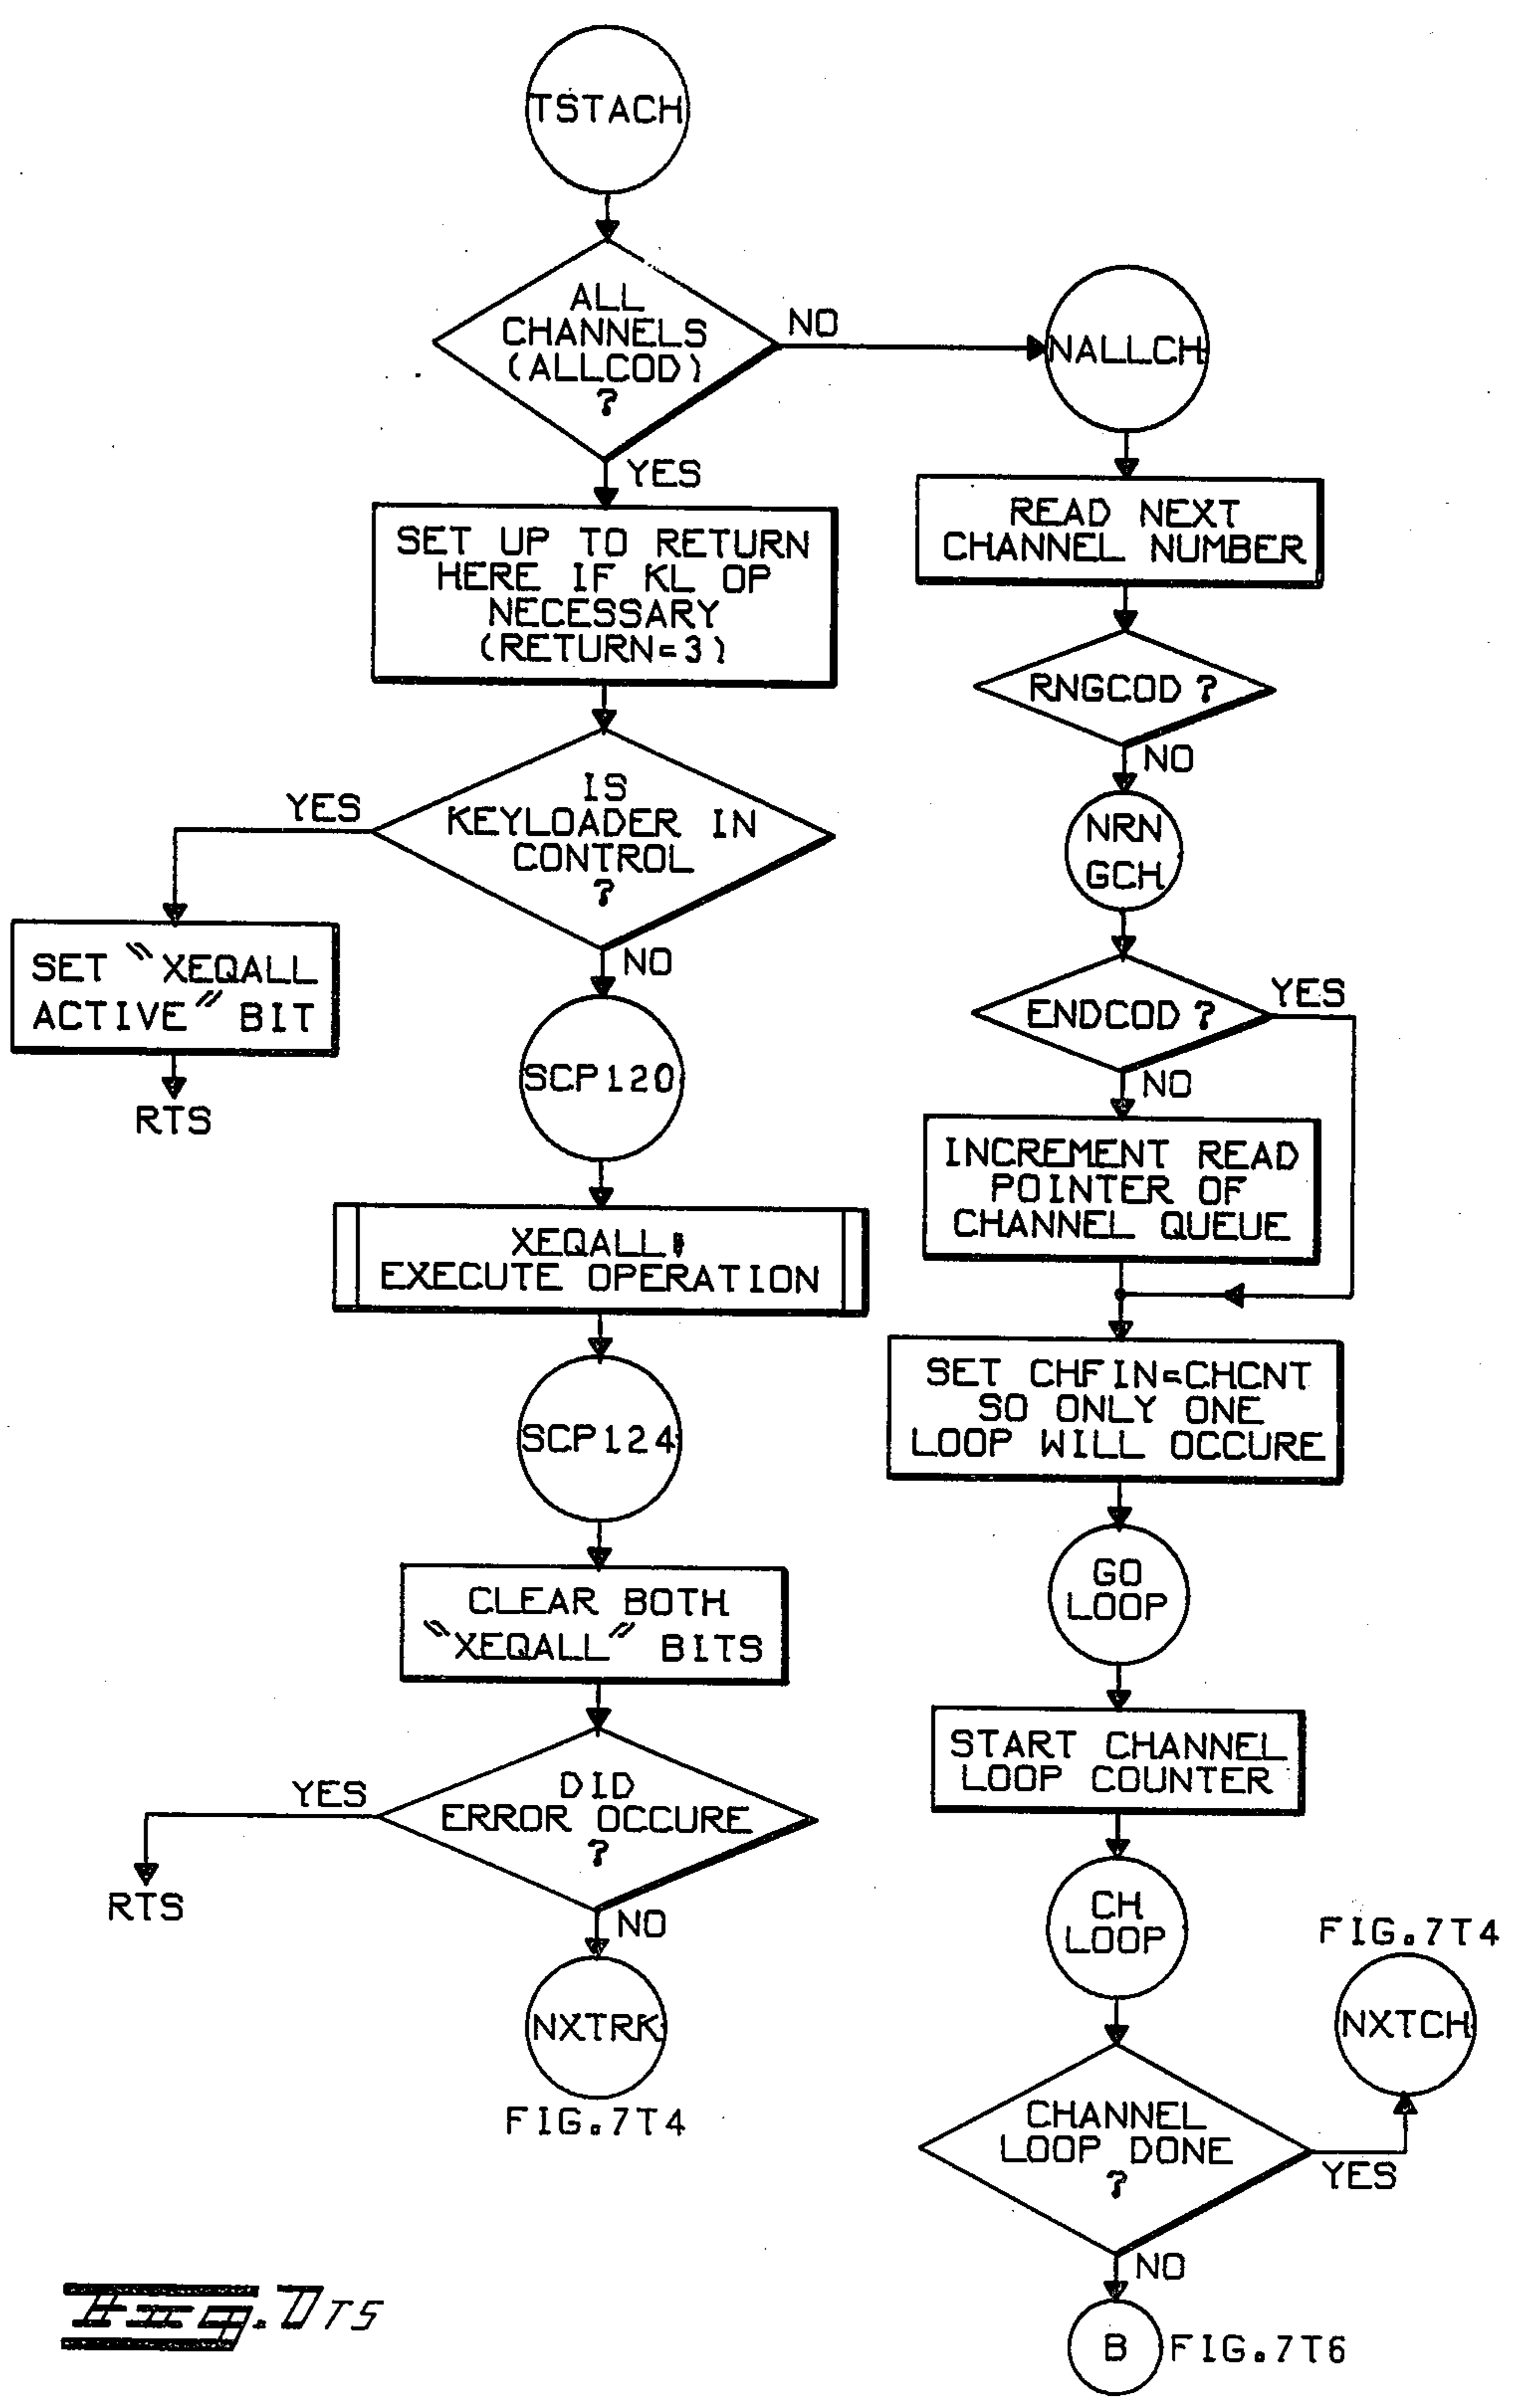 TSTACH
ALL
CHANNELS
(ALLCOD)
?
NO
YES
SET UP TO RETURN
HERE IF KL OP
NECESSARY
(RETURN=3)
IS
KEYLOADER IN
CONTROL
?
YES
NO
SET "XEQALL
ACTIVE" BIT
RTS
SCP120
XEQALL:
EXECUTE OPERATION
SCP124
CLEAR BOTH
"XEQALL" BITS
DID
ERROR OCCURE
?
YES
RTS
NO
NXTRK
FIG.7T4
NALLCH
READ NEXT
CHANNEL NUMBER
RNGCOD ?
NO
NRN
GCH
ENDCOD ?
YES
NO
INCREMENT READ
POINTER OF
CHANNEL QUEUE
SET CHFIN=CHCNT
SO ONLY ONE
LOOP WILL OCCURE
GO
LOOP
START CHANNEL
LOOP COUNTER
CH
LOOP
CHANNEL
LOOP DONE
?
YES
FIG.7T4
NXTCH
NO
B
FIG.7T6
Fig. 7T5